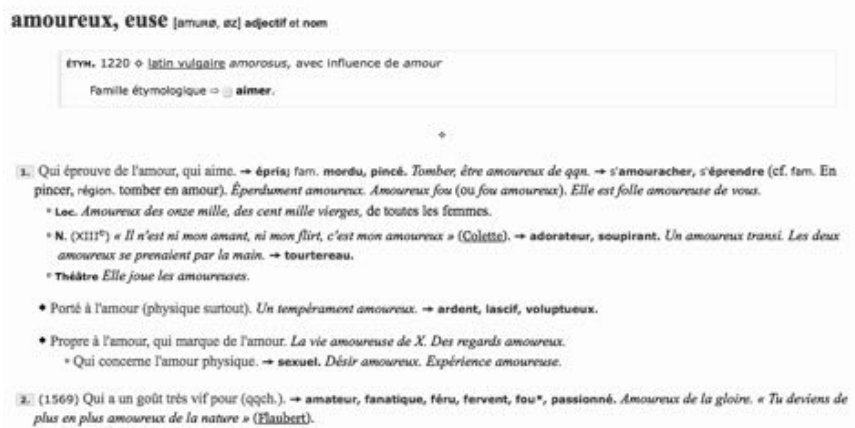 amoureux, euse [amuʀø, øz] adjectif et nom
ÉTYM. 1220 ⋄ latin vulgaire amorosus, avec influence de amour
Famille étymologique ⇨ aimer.
⋄
1. Qui éprouve de l'amour, qui aime. → épris; fam. mordu, pincé. Tomber, être amoureux de qqn. → s'amouracher, s'éprendre (cf. fam. En
pincer, région. tomber en amour). Éperdument amoureux. Amoureux fou (ou fou amoureux). Elle est folle amoureuse de vous.
▫ Loc. Amoureux des onze mille, des cent mille vierges, de toutes les femmes.
▫ N. (XIIIᵉ) « Il n'est ni mon amant, ni mon flirt, c'est mon amoureux » (Colette). → adorateur, soupirant. Un amoureux transi. Les deux
amoureux se prenaient par la main. → tourtereau.
▫ Théâtre Elle joue les amoureuses.
◆ Porté à l'amour (physique surtout). Un tempérament amoureux. → ardent, lascif, voluptueux.
◆ Propre à l'amour, qui marque de l'amour. La vie amoureuse de X. Des regards amoureux.
▫ Qui concerne l'amour physique. → sexuel. Désir amoureux. Expérience amoureuse.
2. (1569) Qui a un goût très vif pour (qqch.). → amateur, fanatique, féru, fervent, fou*, passionné. Amoureux de la gloire. « Tu deviens de
plus en plus amoureux de la nature » (Flaubert).